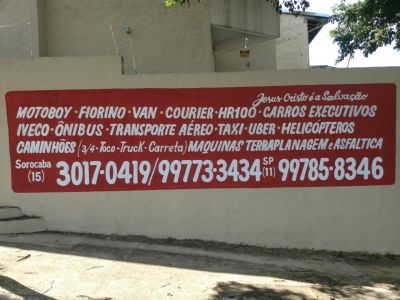 Jesus Cristo é a Salvação
MOTOBOY · FIORINO · VAN · COURIER · HR100 · CARROS EXECUTIVOS
IVECO · ÔNIBUS · TRANSPORTE AÉREO · TAXI · UBER · HELICÓPTEROS
CAMINHÕES (3/4 · Toco · Truck · Carreta) MAQUINAS TERRAPLANAGEM e ASFALTICA
Sorocaba (15) 3017-0419/99773-3434 SP (11) 99785-8346